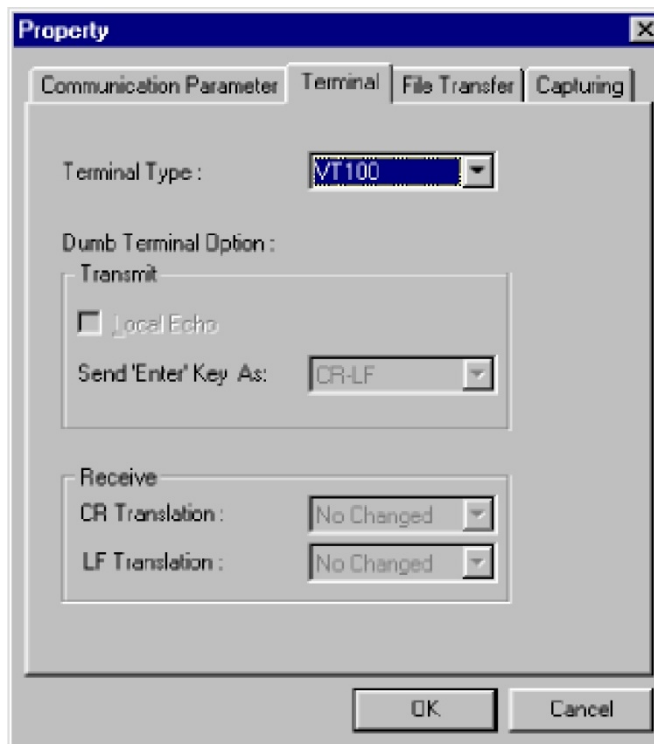 Property
Communication Parameter Terminal File Transfer Capturing
Terminal Type : VT100
Dumb Terminal Option :
Transmit
Local Echo
Send 'Enter' Key As: CR-LF
Receive
CR Translation : No Changed
LF Translation : No Changed
OK Cancel